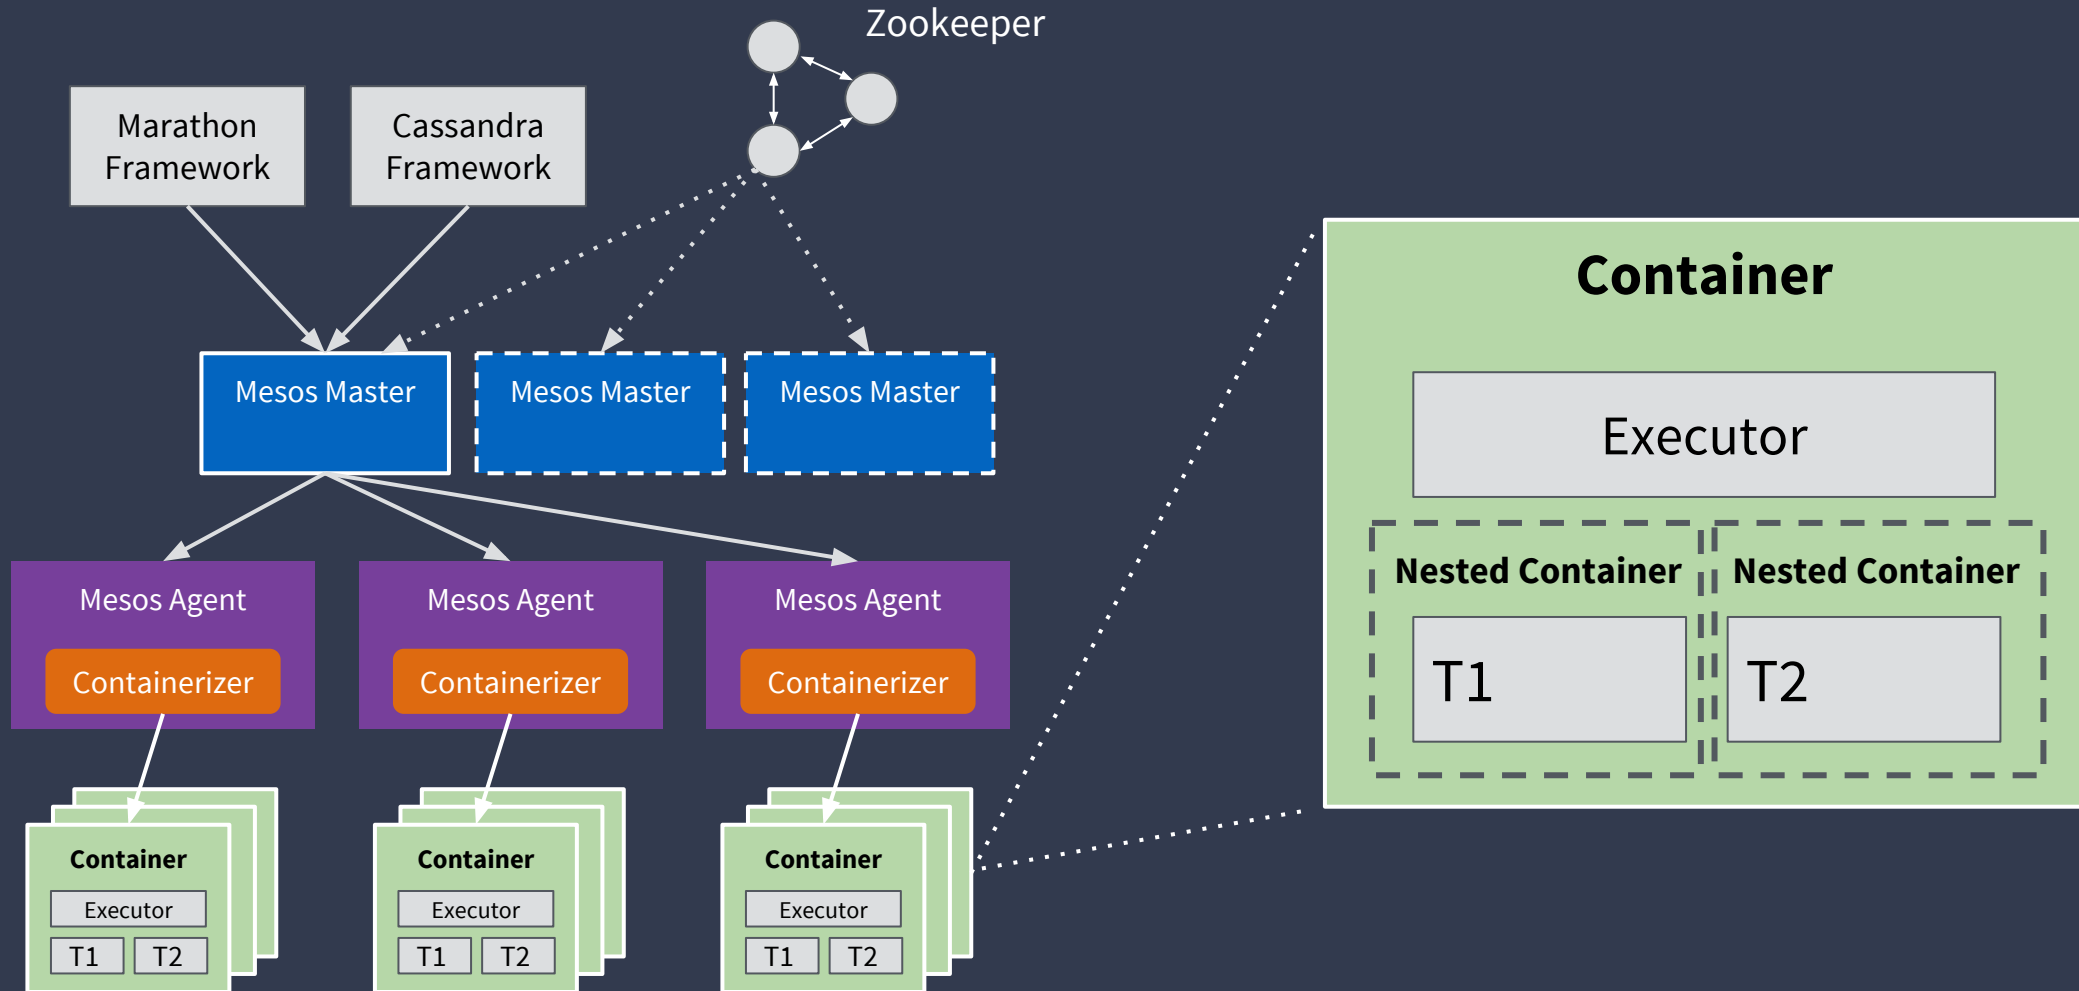 Zookeeper
Marathon
Framework
Cassandra
Framework
Mesos Master
Mesos Master
Mesos Master
Mesos Agent
Containerizer
Mesos Agent
Containerizer
Mesos Agent
Containerizer
Container
Executor
T1 T2
Container
Executor
T1 T2
Container
Executor
T1 T2
Container
Executor
Nested Container
T1
Nested Container
T2